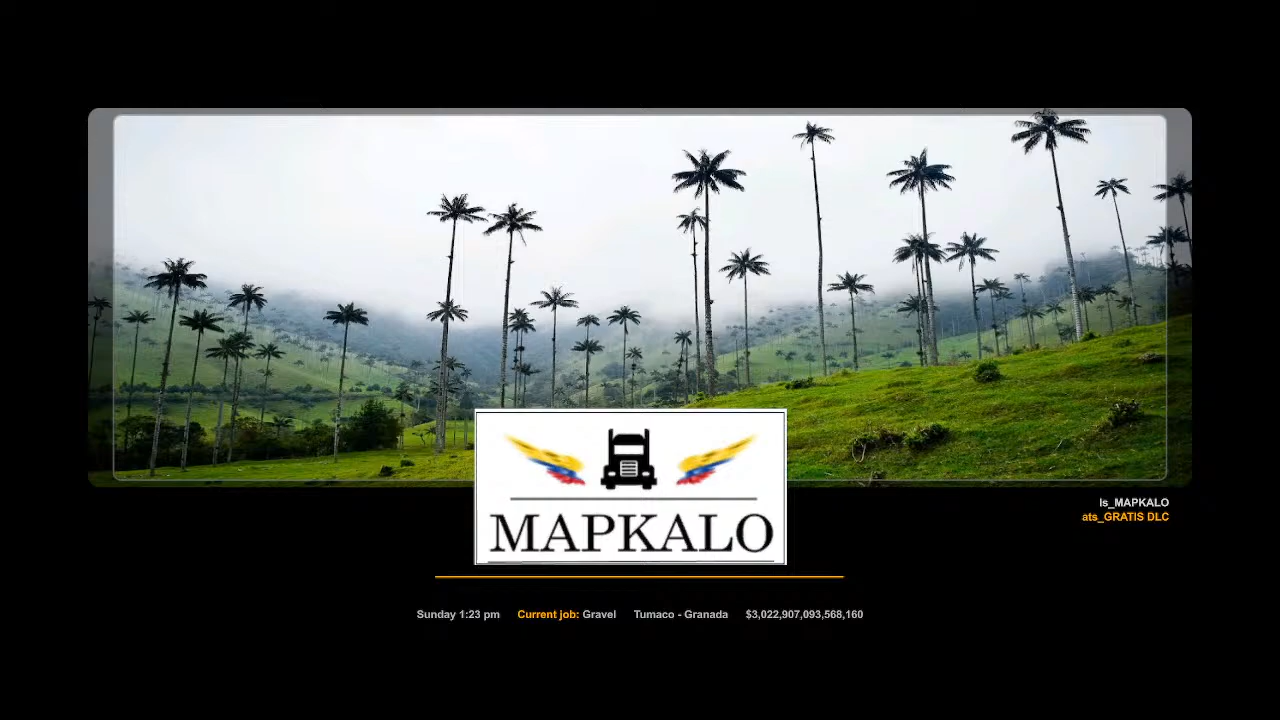 MAPKALO
ls_MAPKALO
ats_GRATIS DLC
Sunday 1:23 pm Current job: Gravel Tumaco - Granada $3,022,907,093,568,160